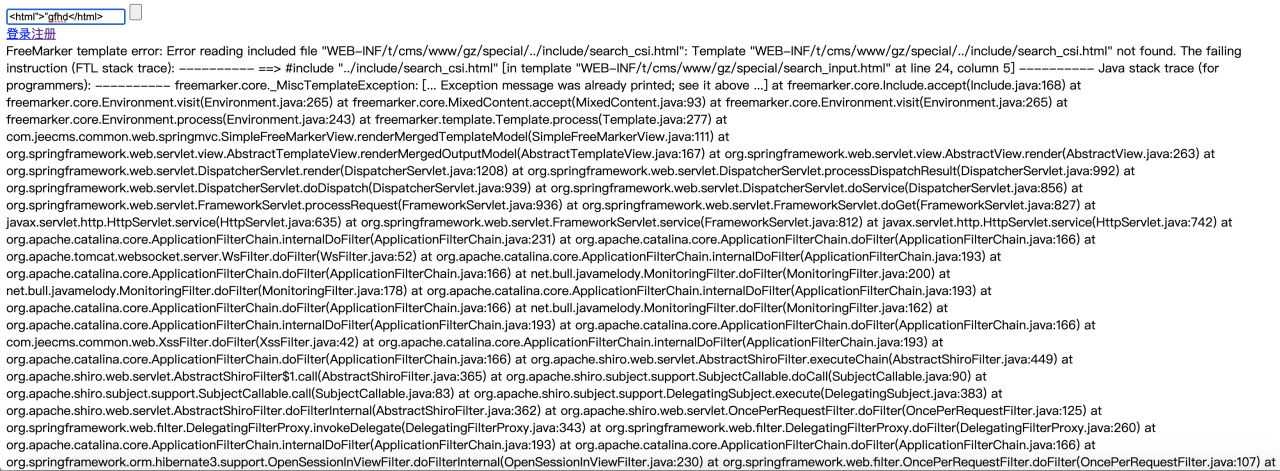 <html">"gfhd</html>
登录注册
FreeMarker template error: Error reading included file "WEB-INF/t/cms/www/gz/special/../include/search_csi.html": Template "WEB-INF/t/cms/www/gz/special/../include/search_csi.html" not found. The failing
instruction (FTL stack trace): ---------- ==> #include "../include/search_csi.html" [in template "WEB-INF/t/cms/www/gz/special/search_input.html" at line 24, column 5] ---------- Java stack trace (for
programmers): ---------- freemarker.core._MiscTemplateException: [... Exception message was already printed; see it above ...] at freemarker.core.Include.accept(Include.java:168) at
freemarker.core.Environment.visit(Environment.java:265) at freemarker.core.MixedContent.accept(MixedContent.java:93) at freemarker.core.Environment.visit(Environment.java:265) at
freemarker.core.Environment.process(Environment.java:243) at freemarker.template.Template.process(Template.java:277) at
com.jeecms.common.web.springmvc.SimpleFreeMarkerView.renderMergedTemplateModel(SimpleFreeMarkerView.java:111) at
org.springframework.web.servlet.view.AbstractTemplateView.renderMergedOutputModel(AbstractTemplateView.java:167) at org.springframework.web.servlet.view.AbstractView.render(AbstractView.java:263) at
org.springframework.web.servlet.DispatcherServlet.render(DispatcherServlet.java:1208) at org.springframework.web.servlet.DispatcherServlet.processDispatchResult(DispatcherServlet.java:992) at
org.springframework.web.servlet.DispatcherServlet.doDispatch(DispatcherServlet.java:939) at org.springframework.web.servlet.DispatcherServlet.doService(DispatcherServlet.java:856) at
org.springframework.web.servlet.FrameworkServlet.processRequest(FrameworkServlet.java:936) at org.springframework.web.servlet.FrameworkServlet.doGet(FrameworkServlet.java:827) at
javax.servlet.http.HttpServlet.service(HttpServlet.java:635) at org.springframework.web.servlet.FrameworkServlet.service(FrameworkServlet.java:812) at javax.servlet.http.HttpServlet.service(HttpServlet.java:742) at
org.apache.catalina.core.ApplicationFilterChain.internalDoFilter(ApplicationFilterChain.java:231) at org.apache.catalina.core.ApplicationFilterChain.doFilter(ApplicationFilterChain.java:166) at
org.apache.tomcat.websocket.server.WsFilter.doFilter(WsFilter.java:52) at org.apache.catalina.core.ApplicationFilterChain.internalDoFilter(ApplicationFilterChain.java:193) at
org.apache.catalina.core.ApplicationFilterChain.doFilter(ApplicationFilterChain.java:166) at net.bull.javamelody.MonitoringFilter.doFilter(MonitoringFilter.java:200) at
net.bull.javamelody.MonitoringFilter.doFilter(MonitoringFilter.java:178) at org.apache.catalina.core.ApplicationFilterChain.internalDoFilter(ApplicationFilterChain.java:193) at
org.apache.catalina.core.ApplicationFilterChain.doFilter(ApplicationFilterChain.java:166) at net.bull.javamelody.MonitoringFilter.doFilter(MonitoringFilter.java:162) at
org.apache.catalina.core.ApplicationFilterChain.internalDoFilter(ApplicationFilterChain.java:193) at org.apache.catalina.core.ApplicationFilterChain.doFilter(ApplicationFilterChain.java:166) at
com.jeecms.common.web.XssFilter.doFilter(XssFilter.java:42) at org.apache.catalina.core.ApplicationFilterChain.internalDoFilter(ApplicationFilterChain.java:193) at
org.apache.catalina.core.ApplicationFilterChain.doFilter(ApplicationFilterChain.java:166) at org.apache.shiro.web.servlet.AbstractShiroFilter.executeChain(AbstractShiroFilter.java:449) at
org.apache.shiro.web.servlet.AbstractShiroFilter$1.call(AbstractShiroFilter.java:365) at org.apache.shiro.subject.support.SubjectCallable.doCall(SubjectCallable.java:90) at
org.apache.shiro.subject.support.SubjectCallable.call(SubjectCallable.java:83) at org.apache.shiro.subject.support.DelegatingSubject.execute(DelegatingSubject.java:383) at
org.apache.shiro.web.servlet.AbstractShiroFilter.doFilterInternal(AbstractShiroFilter.java:362) at org.apache.shiro.web.servlet.OncePerRequestFilter.doFilter(OncePerRequestFilter.java:125) at
org.springframework.web.filter.DelegatingFilterProxy.invokeDelegate(DelegatingFilterProxy.java:343) at org.springframework.web.filter.DelegatingFilterProxy.doFilter(DelegatingFilterProxy.java:260) at
org.apache.catalina.core.ApplicationFilterChain.internalDoFilter(ApplicationFilterChain.java:193) at org.apache.catalina.core.ApplicationFilterChain.doFilter(ApplicationFilterChain.java:166) at
org.springframework.orm.hibernate3.support.OpenSessionInViewFilter.doFilterInternal(OpenSessionInViewFilter.java:230) at org.springframework.web.filter.OncePerRequestFilter.doFilter(OncePerRequestFilter.java:107) at